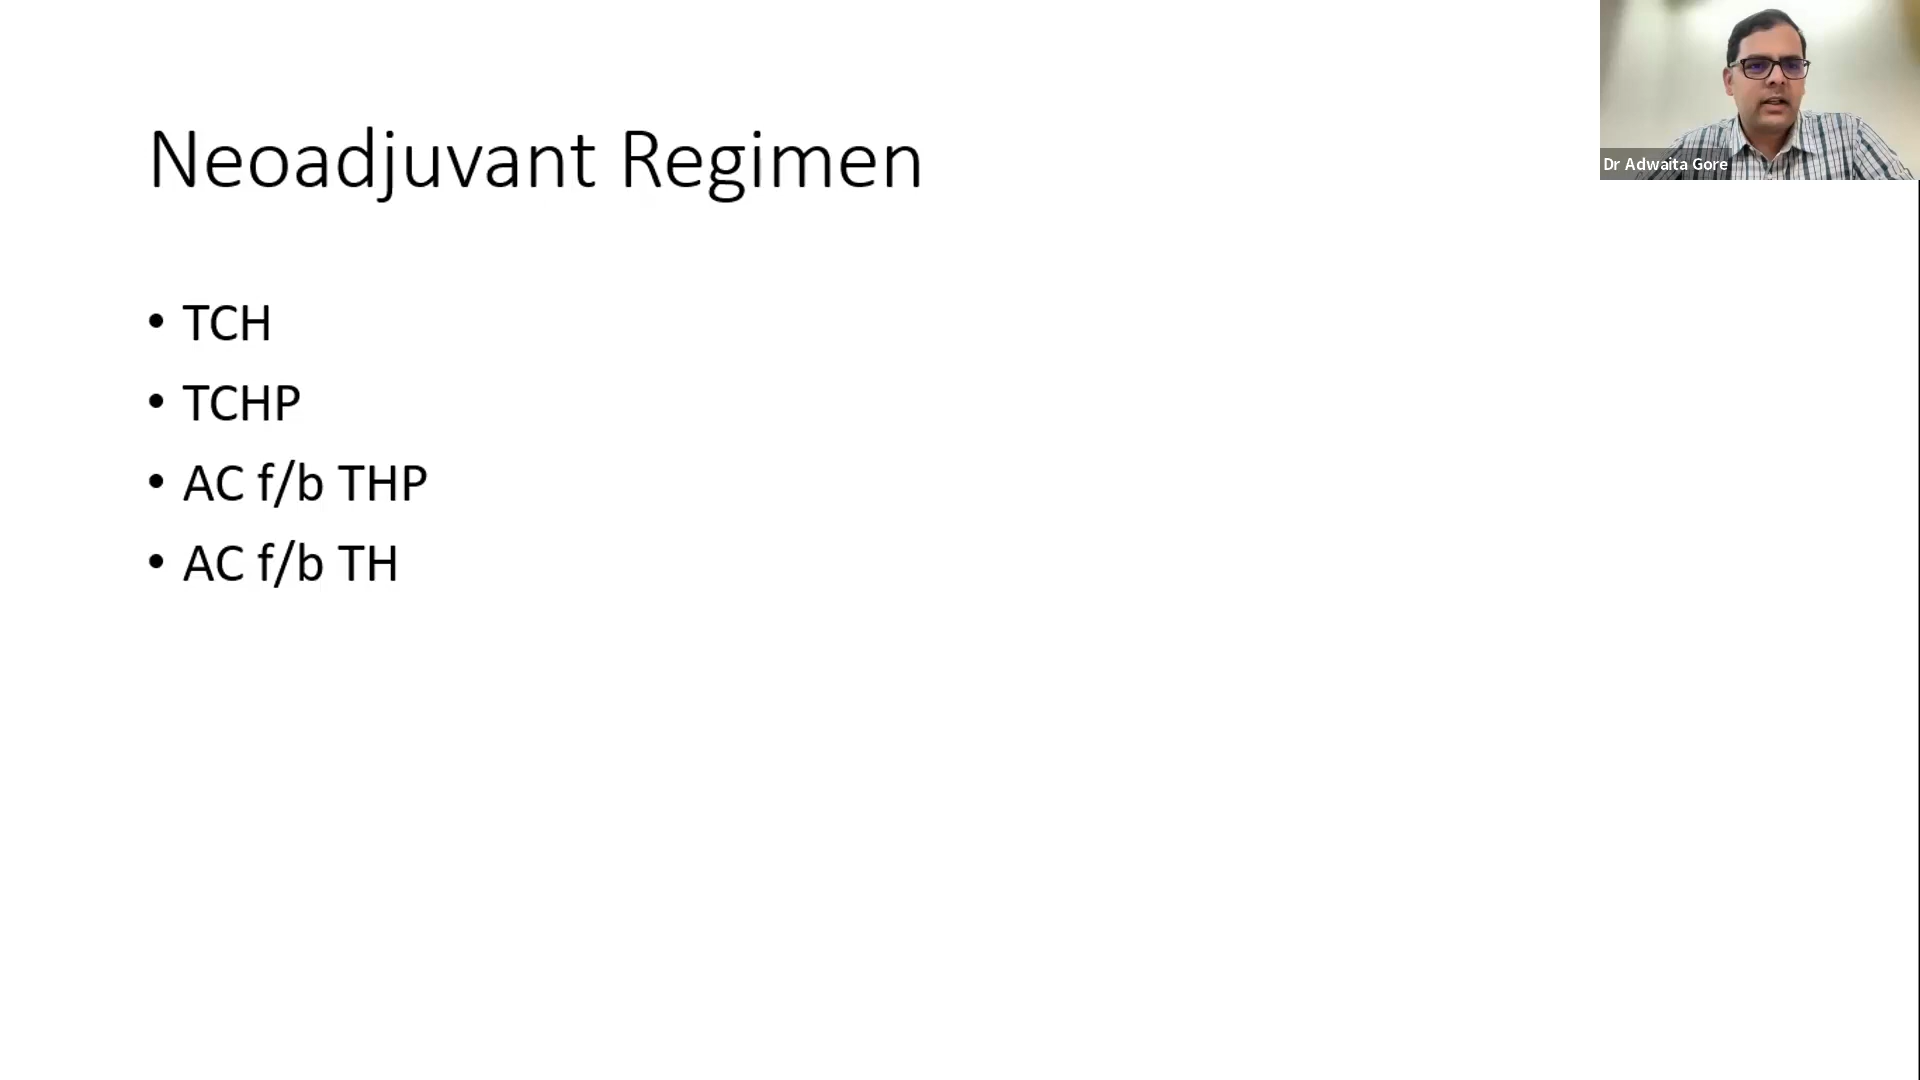 Neoadjuvant Regimen
• TCH
• TCHP
• AC f/b THP
• AC f/b TH
Dr Adwaita Gore